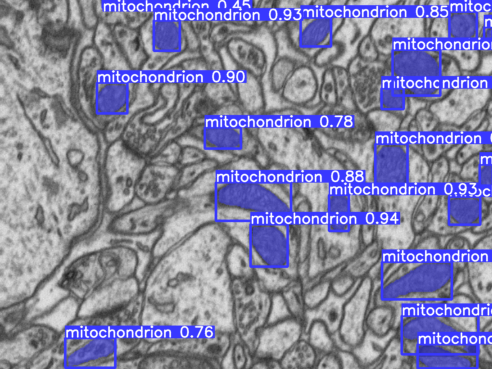 mitochondrion 0.45
mitochondrion 0.93
mitochondrion 0.85
mitochondrion
mitochondrion 0.90
mitochondrion
mitochondrion 0.78
mitochondrion
mitochondrion 0.88
mitochondrion 0.93
mitochondrion 0.94
mitochondrion
mitochondrion
mitochondrion 0.76